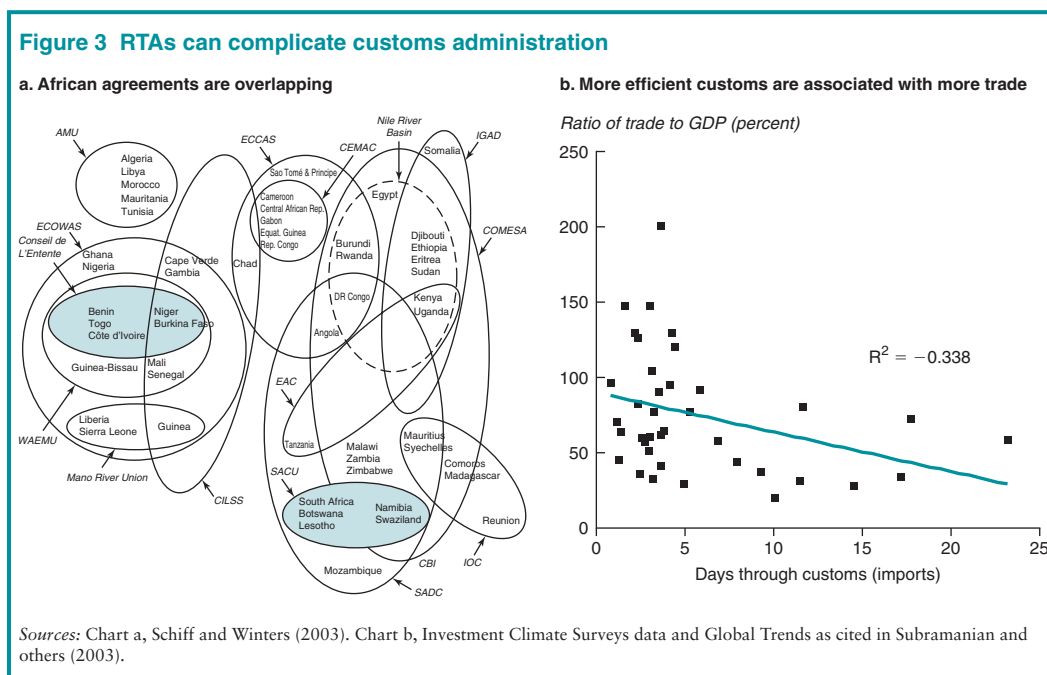 Figure 3 RTAs can complicate customs administration
a. African agreements are overlapping
AMU
Algeria
Libya
Morocco
Mauritania
Tunisia
ECOWAS
Conseil de
L'Entente
Ghana
Nigeria
Cape Verde
Gambia
Benin
Togo
Côte d'Ivoire
Niger
Burkina Faso
Guinea-Bissau
Mali
Senegal
WAEMU
Liberia
Sierra Leone
Guinea
Mano River Union
CILSS
ECCAS
CEMAC
Sao Tomé & Principe
Cameroon
Central African Rep.
Gabon
Equat. Guinea
Rep. Congo
Chad
Nile River
Basin
IGAD
Somalia
Egypt
COMESA
Burundi
Rwanda
Djibouti
Ethiopia
Eritrea
Sudan
DR Congo
Kenya
Uganda
Angola
EAC
Tanzania
Malawi
Zambia
Zimbabwe
Mauritius
Syechelles
Comoros
Madagascar
SACU
South Africa
Botswana
Lesotho
Namibia
Swaziland
Reunion
IOC
CBI
Mozambique
SADC
b. More efficient customs are associated with more trade
Ratio of trade to GDP (percent)
250
200
150
100
50
0
R² = −0.338
0 5 10 15 20 25
Days through customs (imports)
Sources: Chart a, Schiff and Winters (2003). Chart b, Investment Climate Surveys data and Global Trends as cited in Subramanian and
others (2003).